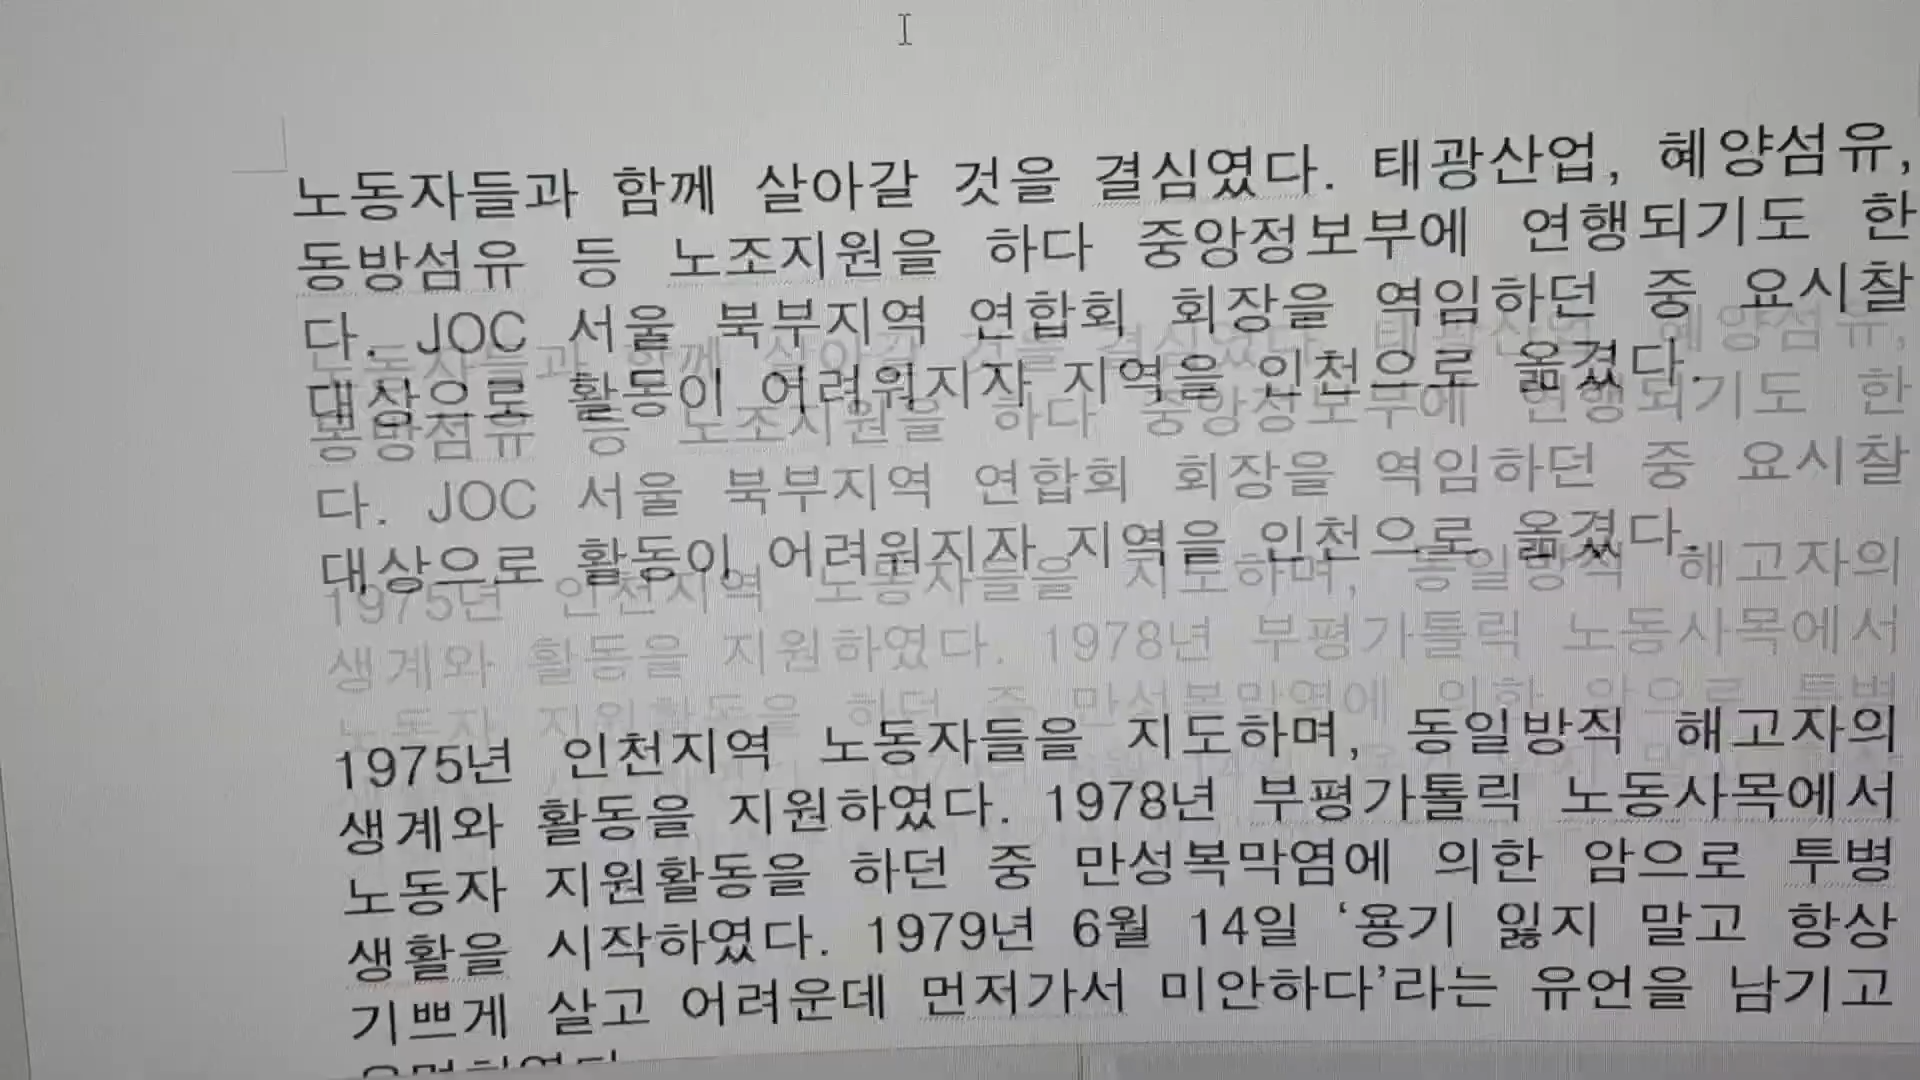 노동자들과 함께 살아갈 것을 결심였다. 태광산업, 혜양섬유,
동방섬유 등 노조지원을 하다 중앙정보부에 연행되기도 한
다. JOC 서울 북부지역 연합회 회장을 역임하던 중 요시찰
대상으로 활동이 어려워지자 지역을 인천으로 옮겼다.
1975년 인천지역 노동자들을 지도하며, 동일방직 해고자의
생계와 활동을 지원하였다. 1978년 부평가톨릭 노동사목에서
노동자 지원활동을 하던 중 만성복막염에 의한 암으로 투병
생활을 시작하였다. 1979년 6월 14일 ‘용기 잃지 말고 항상
기쁘게 살고 어려운데 먼저가서 미안하다’라는 유언을 남기고